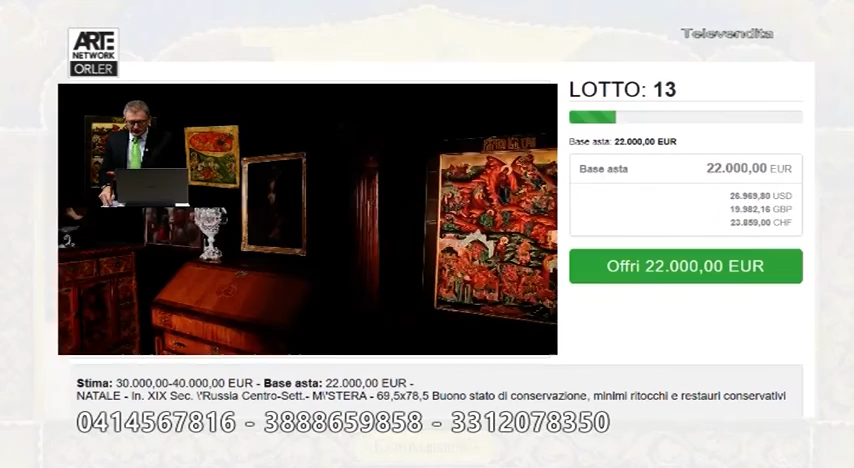 ARTE
NETWORK
ORLER
Televendita
LOTTO: 13
Base asta: 22.000,00 EUR
Base asta 22.000,00 EUR
26.969,80 USD
19.982,16 GBP
23.859,00 CHF
Offri 22.000,00 EUR
Stima: 30.000,00-40.000,00 EUR - Base asta: 22.000,00 EUR -
NATALE - In. XIX Sec. \'Russia Centro-Sett.- M\'STERA - 69,5x78,5 Buono stato di conservazione, minimi ritocchi e restauri conservativi
0414567816 - 3888659858 - 3312078350